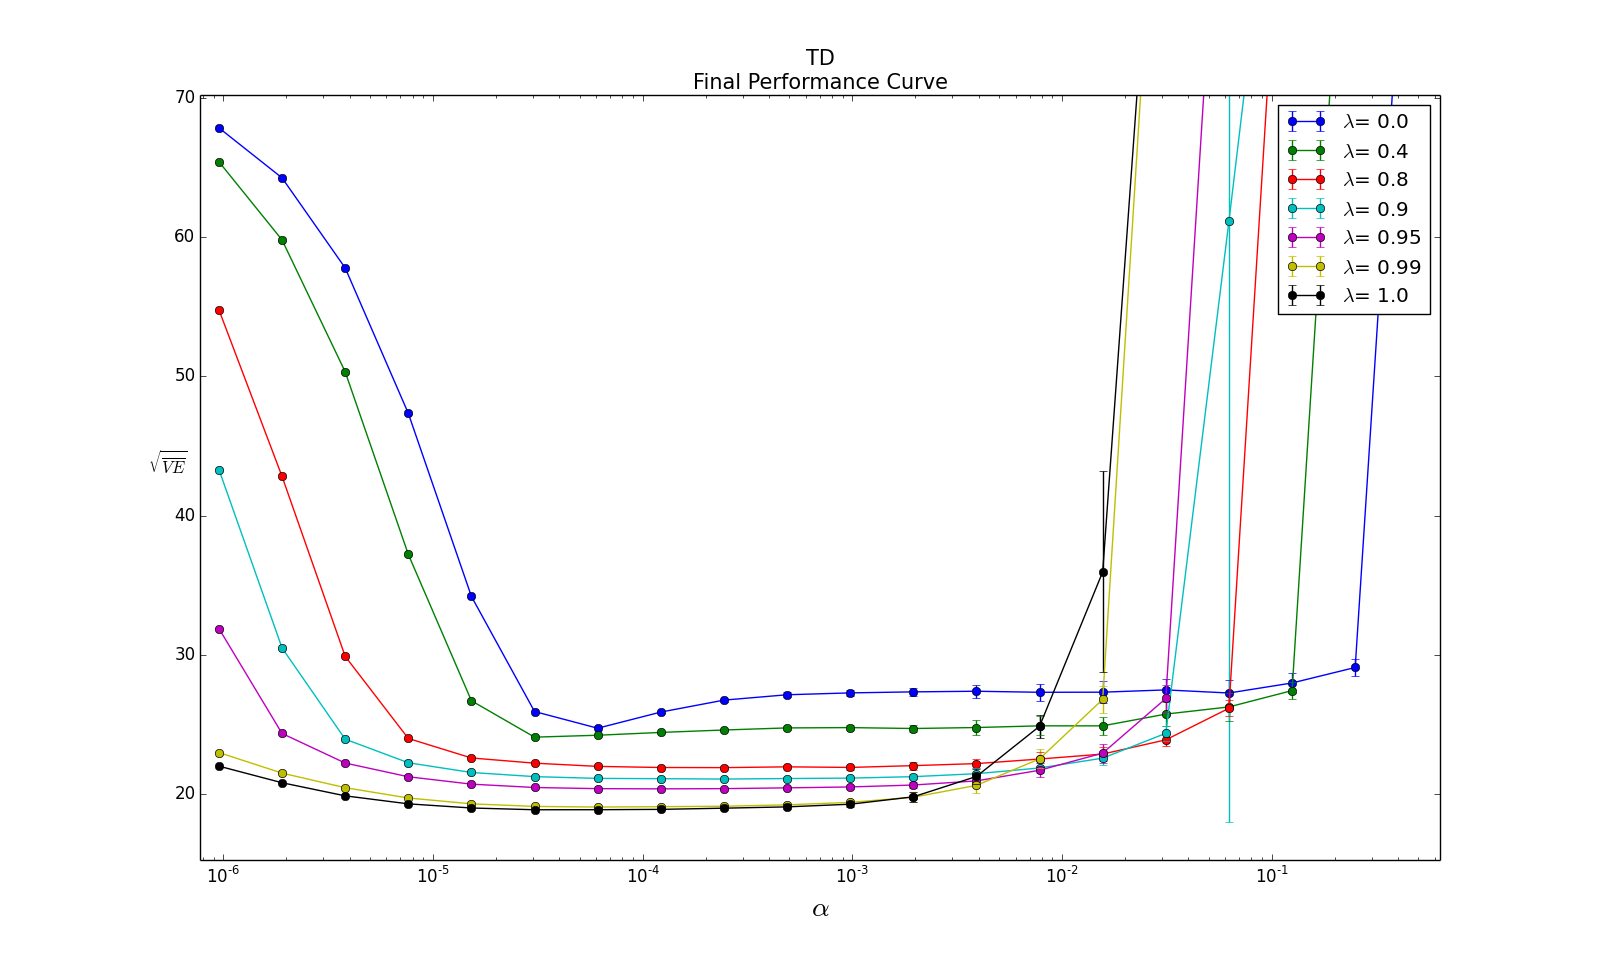 TD
Final Performance Curve
70
60
50
40
30
20
√VE
10⁻⁶ 10⁻⁵ 10⁻⁴ 10⁻³ 10⁻² 10⁻¹
α
λ= 0.0
λ= 0.4
λ= 0.8
λ= 0.9
λ= 0.95
λ= 0.99
λ= 1.0